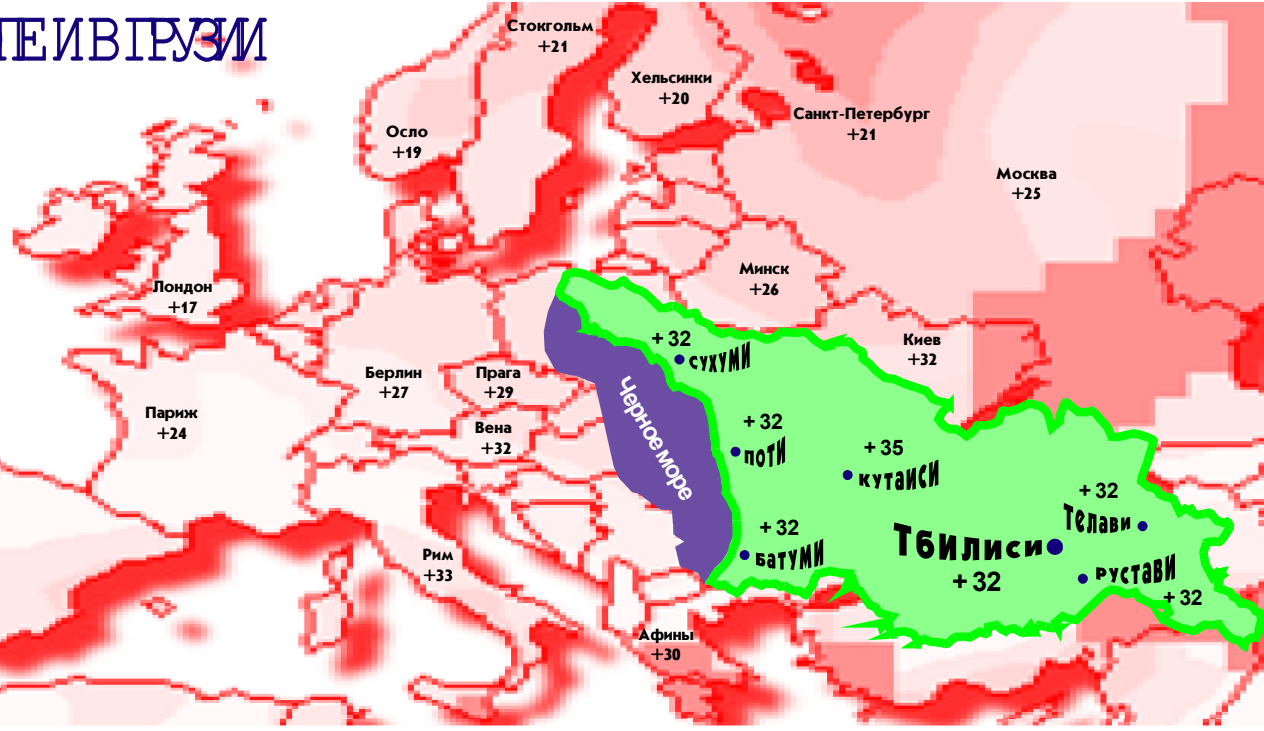 ПЕ И В ГРУЗИИ
Стокгольм
+21
Хельсинки
+20
Санкт-Петербург
+21
Осло
+19
Москва
+25
Лондон
+17
Минск
+26
+32
сухуми
Киев
+32
Берлин
+27
Прага
+29
Париж
+24
Вена
+32
Черное море
+32
поти
+35
кутаиси
+32
Телави
+32
батуми
Тбилиси
+32
Рим
+33
рустави
+32
Афины
+30